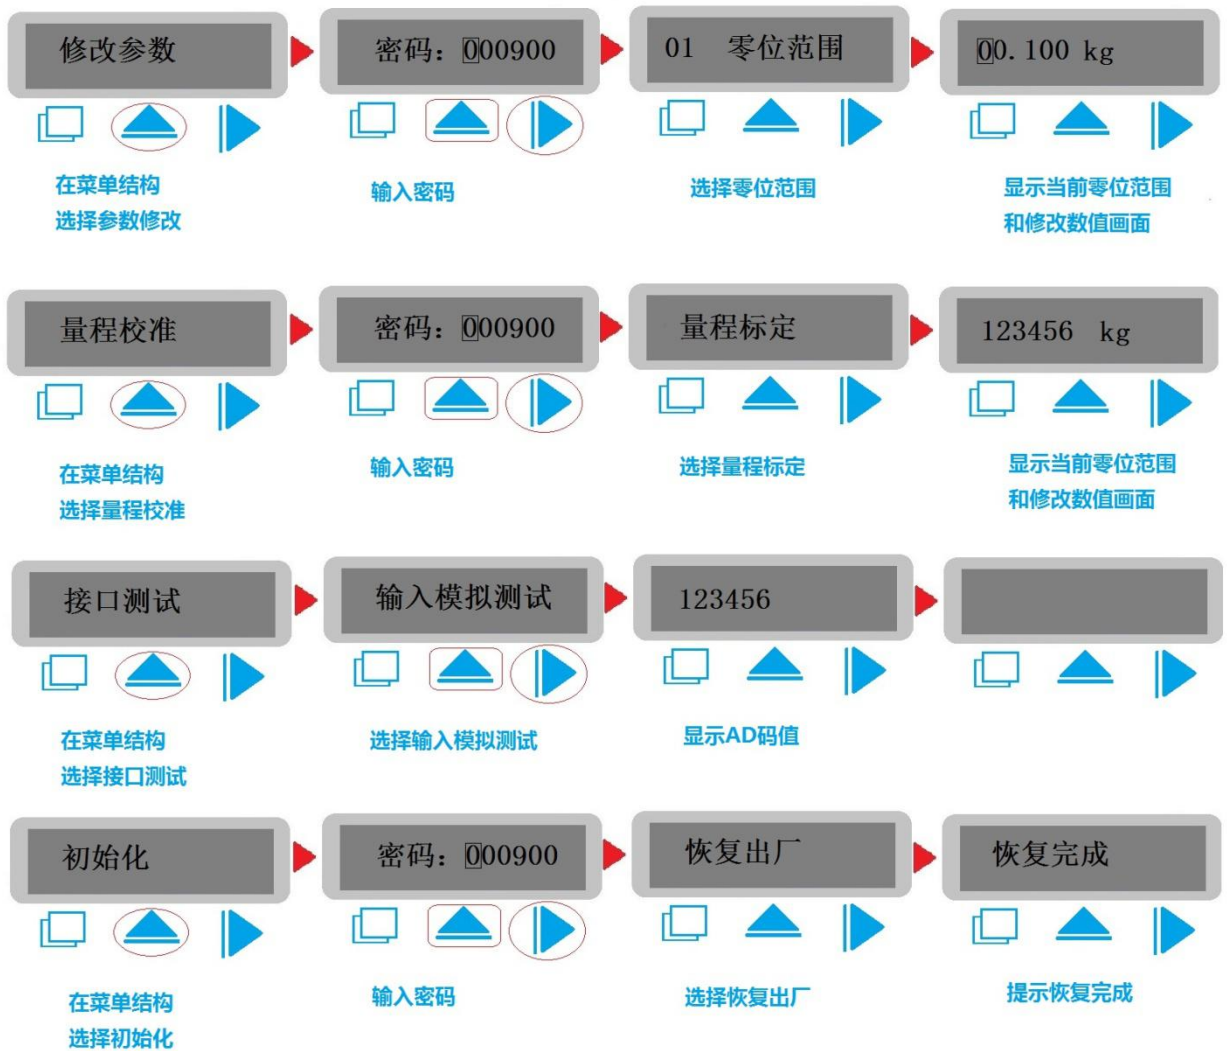 修改参数
密码：000900
01 零位范围
00.100 kg
在菜单结构
选择参数修改
输入密码
选择零位范围
显示当前零位范围
和修改数值画面
量程校准
密码：000900
量程标定
123456 kg
在菜单结构
选择量程校准
输入密码
选择量程标定
显示当前零位范围
和修改数值画面
接口测试
输入模拟测试
123456
在菜单结构
选择接口测试
选择输入模拟测试
显示AD码值
初始化
密码：000900
恢复出厂
恢复完成
在菜单结构
选择初始化
输入密码
选择恢复出厂
提示恢复完成